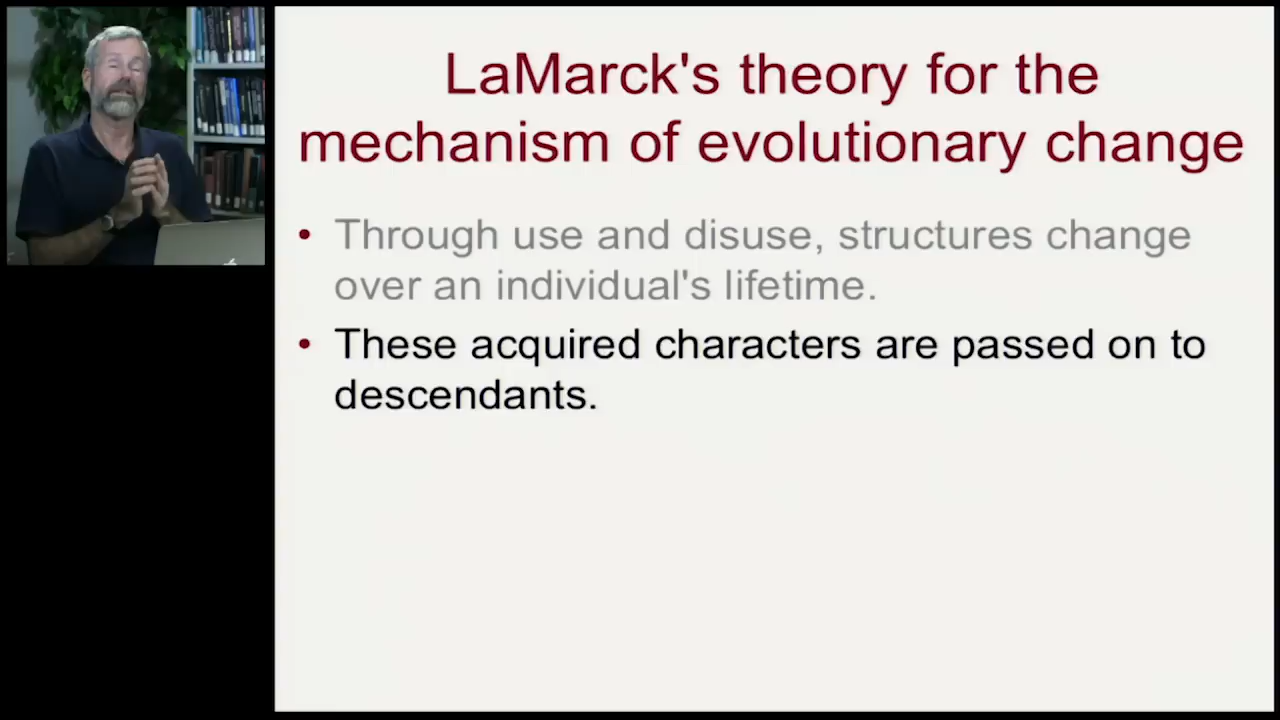 LaMarck's theory for the
mechanism of evolutionary change
• Through use and disuse, structures change
over an individual's lifetime.
• These acquired characters are passed on to
descendants.